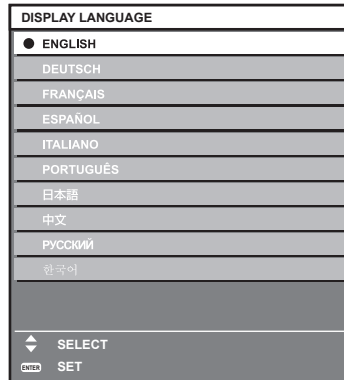 DISPLAY LANGUAGE
ENGLISH
DEUTSCH
FRANÇAIS
ESPAÑOL
ITALIANO
PORTUGUÊS
日本語
中文
РУССКИЙ
한국어
SELECT
ENTER SET